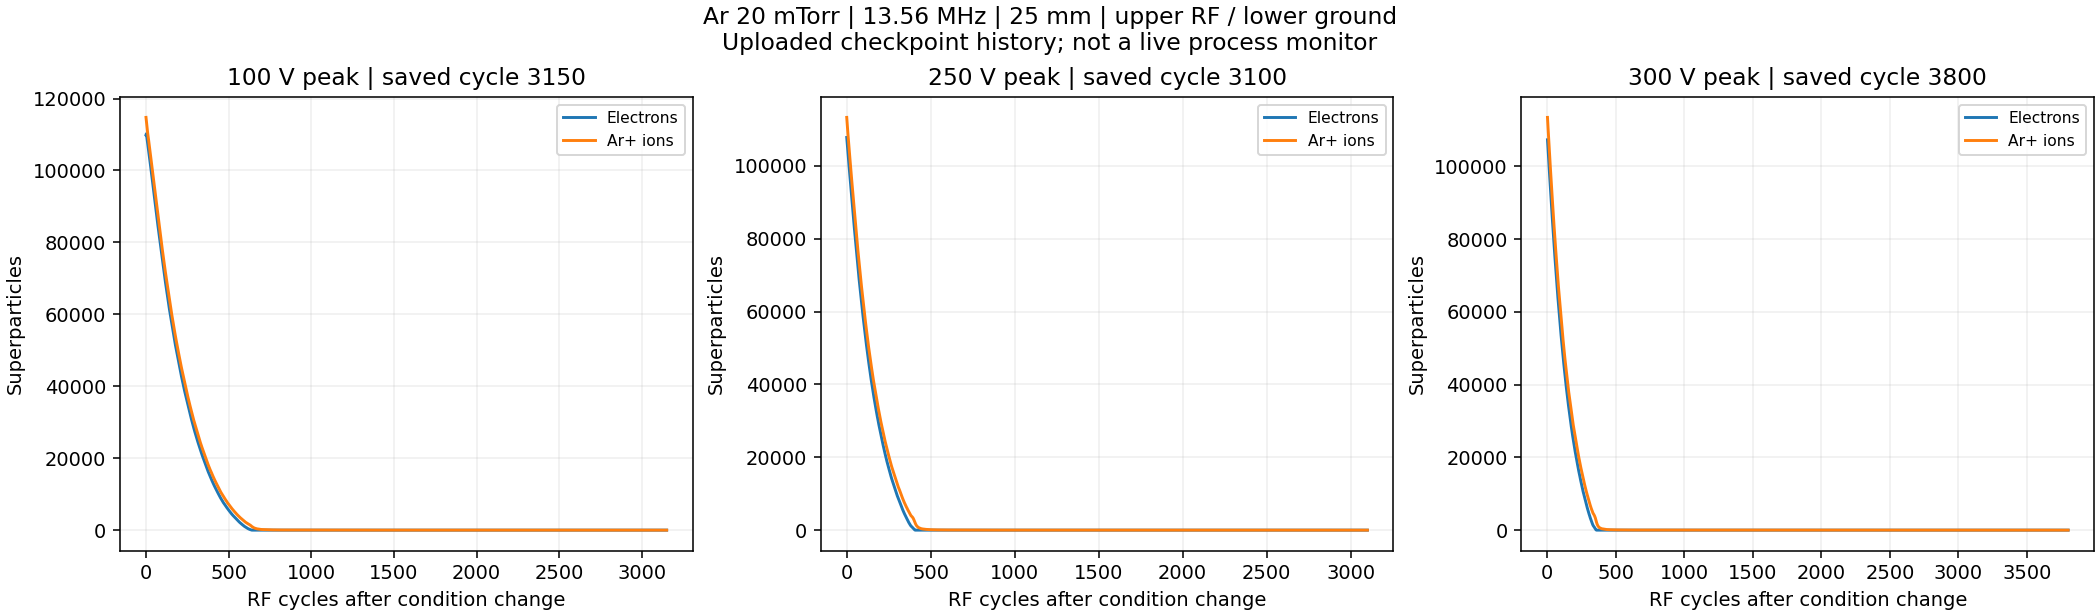 Ar 20 mTorr | 13.56 MHz | 25 mm | upper RF / lower ground
Uploaded checkpoint history; not a live process monitor
100 V peak | saved cycle 3150
Superparticles
120000
100000
80000
60000
40000
20000
0
Electrons
Ar+ ions
0 500 1000 1500 2000 2500 3000
RF cycles after condition change
250 V peak | saved cycle 3100
Superparticles
100000
80000
60000
40000
20000
0
Electrons
Ar+ ions
0 500 1000 1500 2000 2500 3000
RF cycles after condition change
300 V peak | saved cycle 3800
Superparticles
100000
80000
60000
40000
20000
0
Electrons
Ar+ ions
0 500 1000 1500 2000 2500 3000 3500
RF cycles after condition change